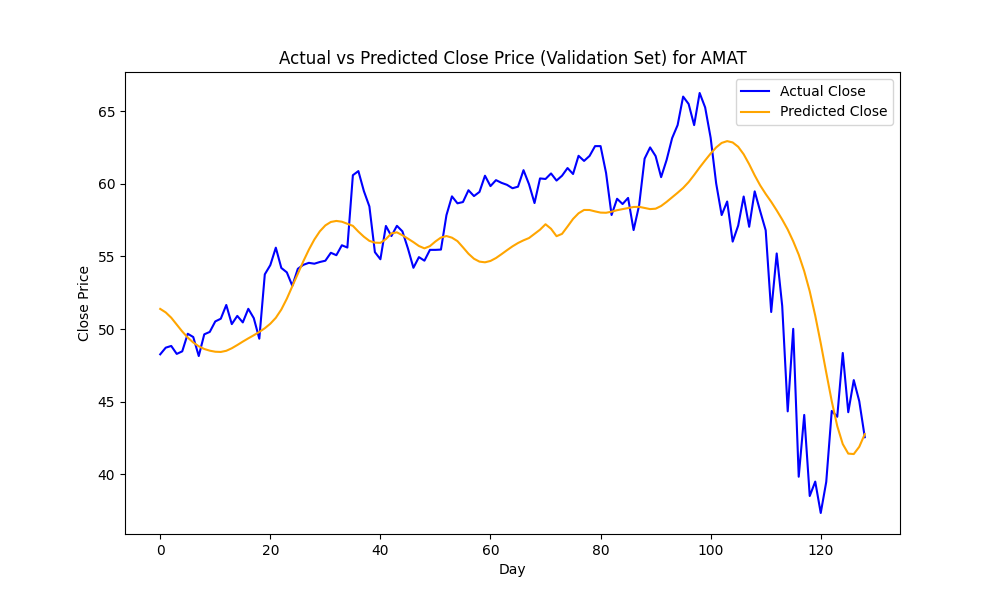 Actual vs Predicted Close Price (Validation Set) for AMAT
Actual Close
Predicted Close
Close Price
65
60
55
50
45
40
0 20 40 60 80 100 120
Day